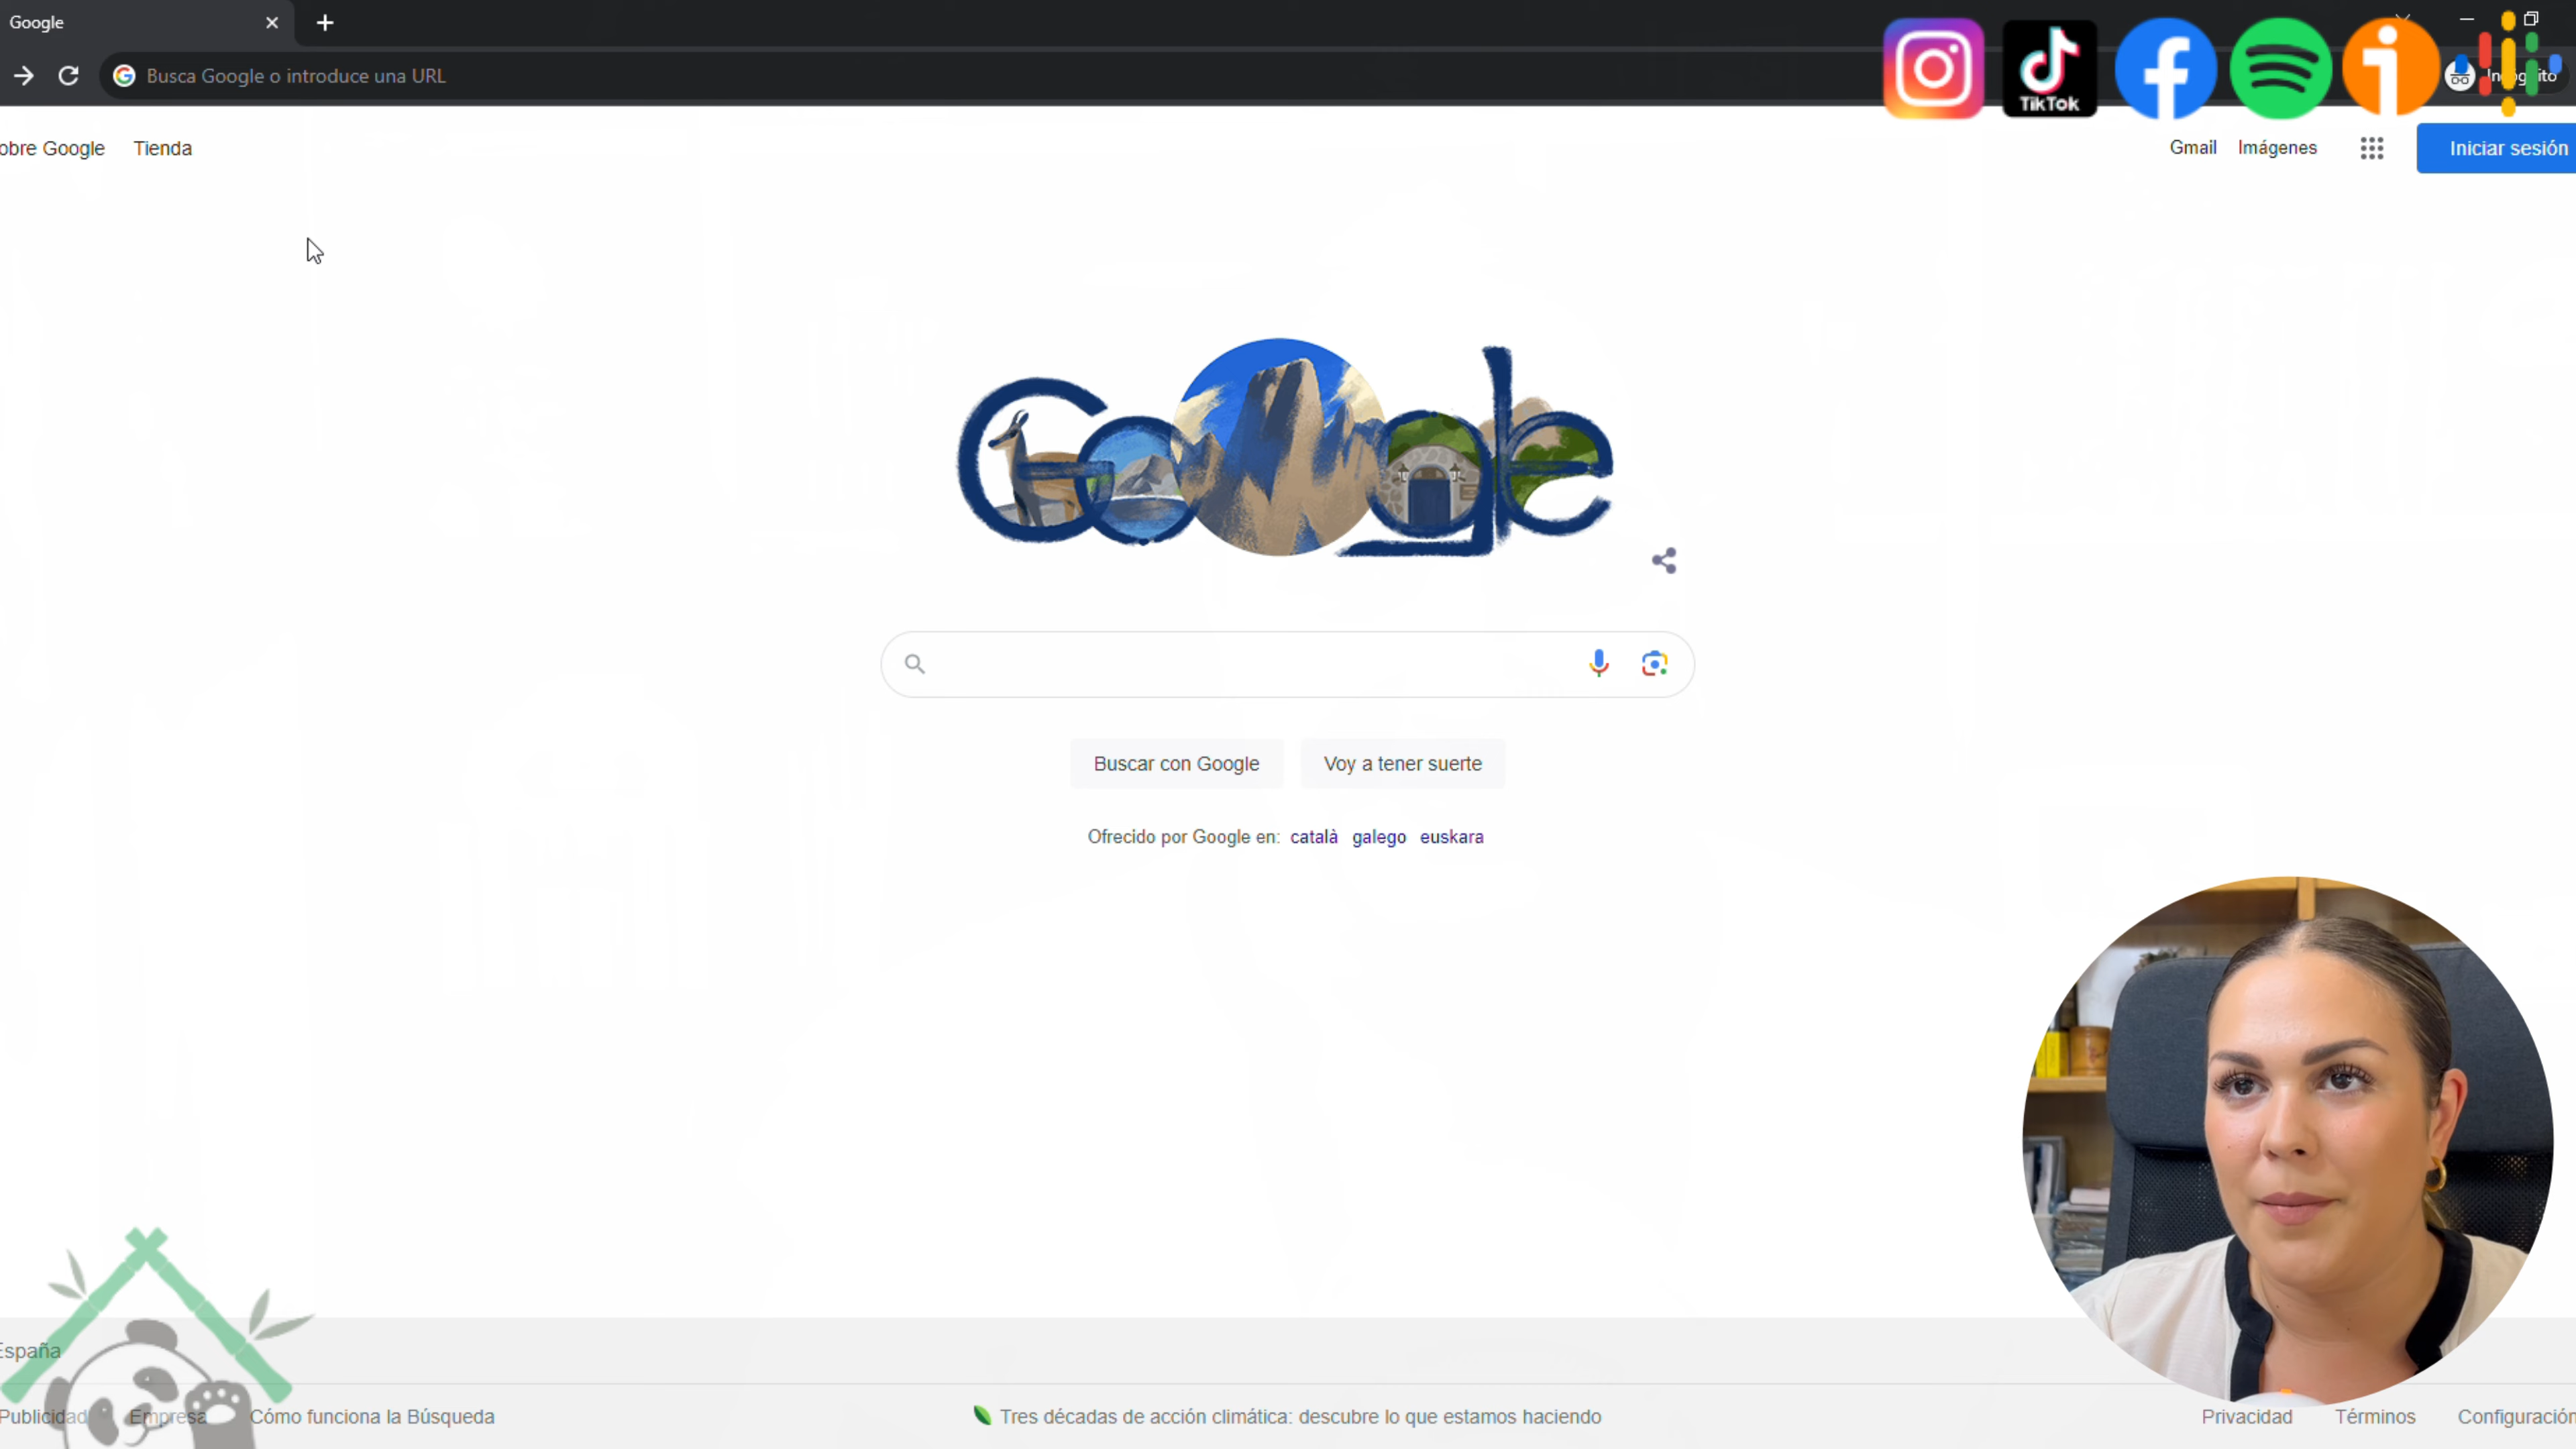 Google
Busca Google o introduce una URL
TikTok
obre Google Tienda
Gmail Imágenes
Iniciar sesión
Google
Buscar con Google Voy a tener suerte
Ofrecido por Google en: català galego euskara
España
Publicidad Empresa Cómo funciona la Búsqueda
Tres décadas de acción climática: descubre lo que estamos haciendo
Privacidad Términos Configuración